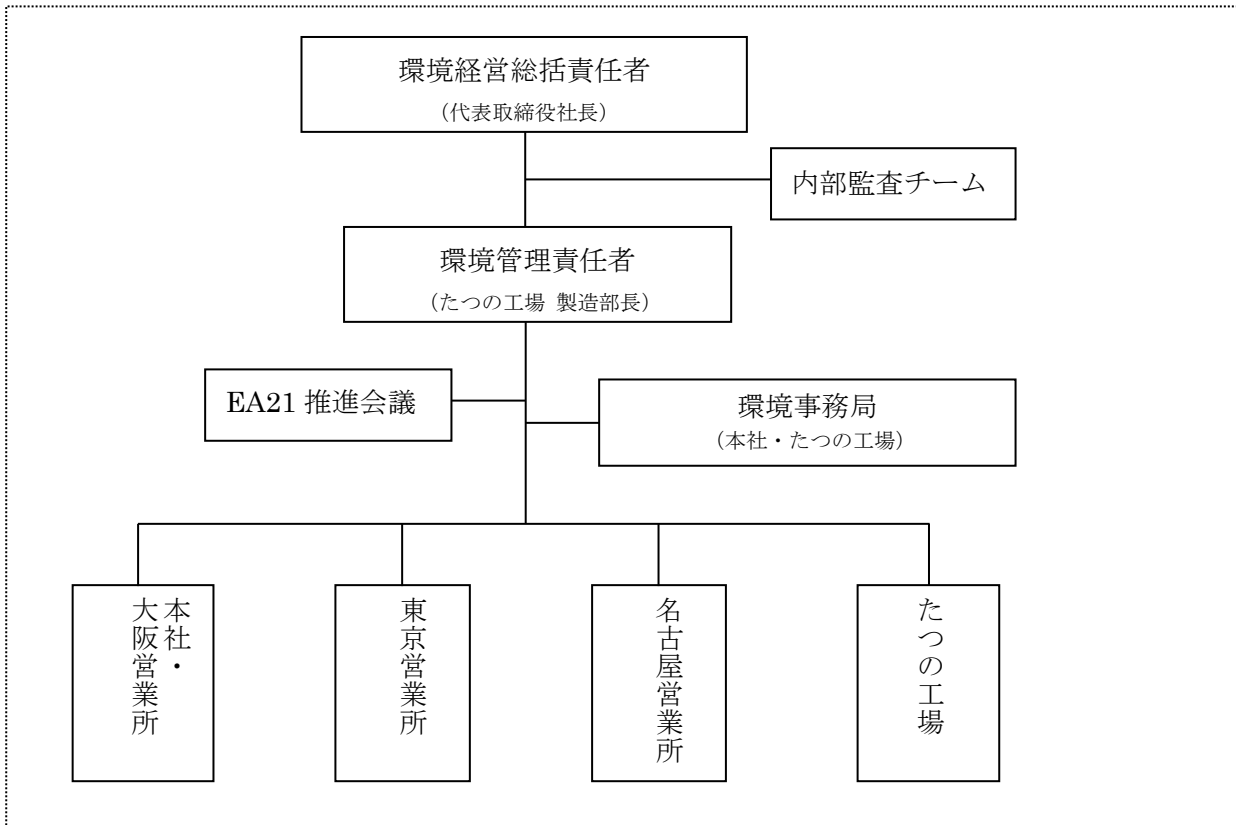 環境経営総括責任者
（代表取締役社長）
内部監査チーム
環境管理責任者
（たつの工場 製造部長）
EA21 推進会議
環境事務局
（本社・たつの工場）
本社・
大阪営業所
東京営業所
名古屋営業所
たつの工場